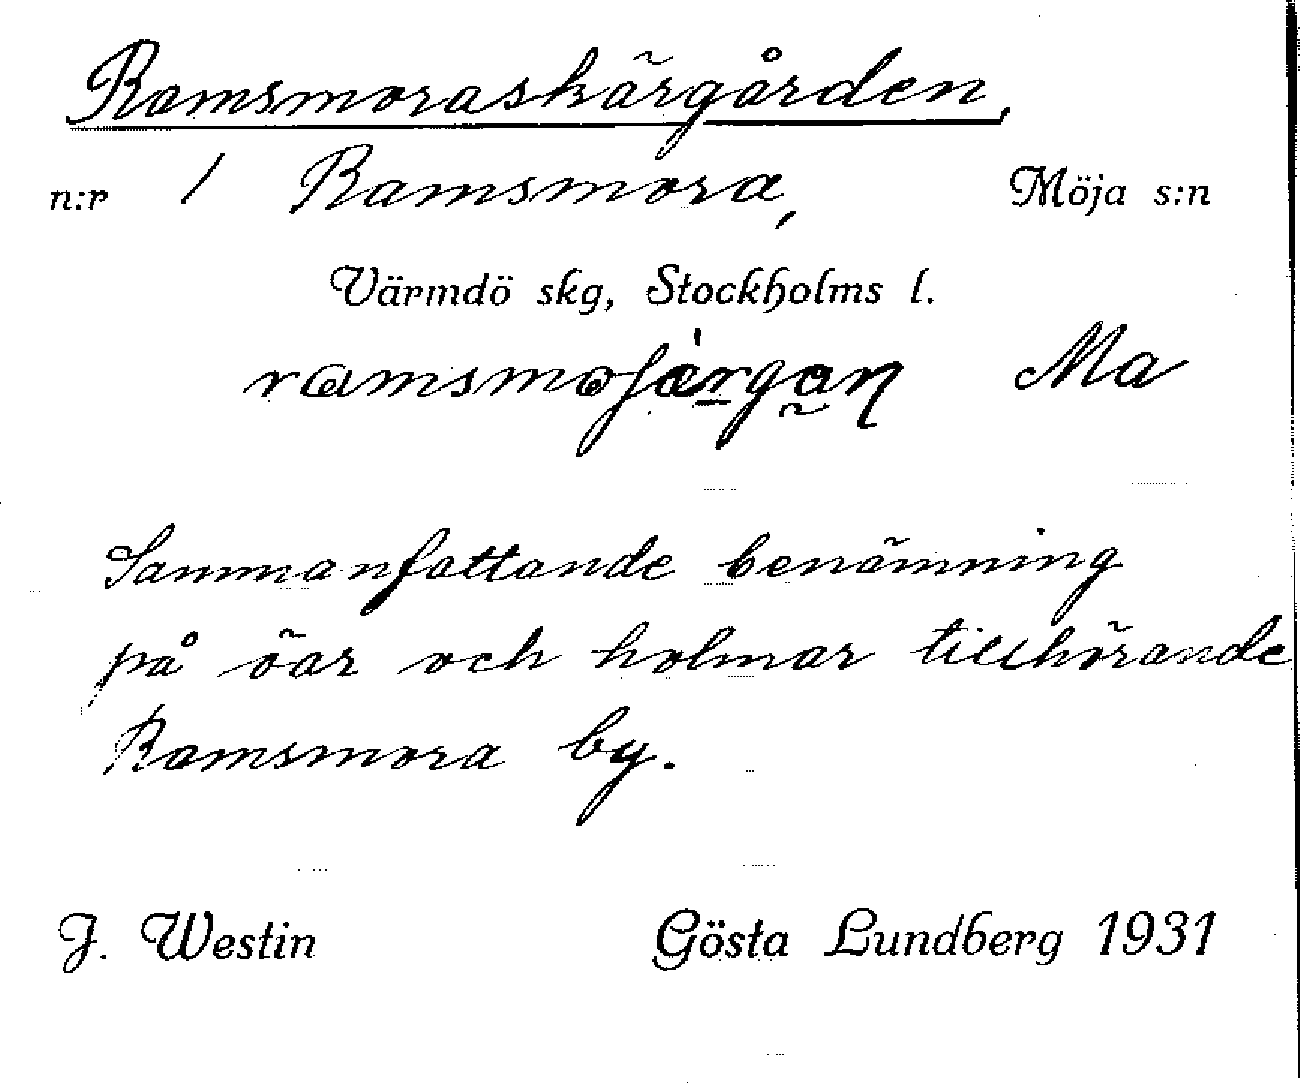 Ramsmoraskärgården,
n:r 1 Ramsmora, Möja s:n
Värmdö skg, Stockholms l.
Ma
Sammanfattande benämning
på öar och holmar tillhörande
Ramsmora by.
J. Westin Gösta Lundberg 1931